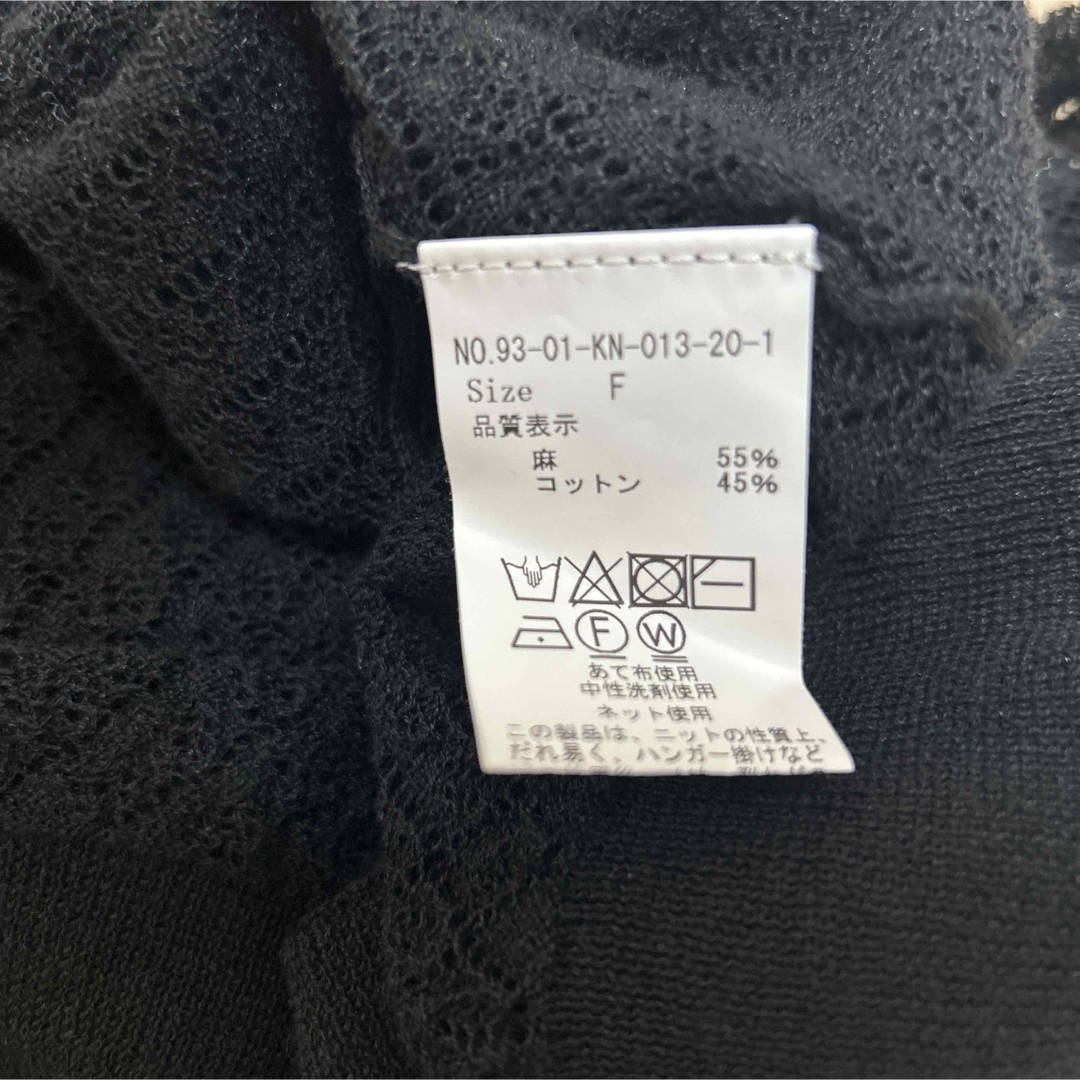 NO.93-01-KN-013-20-1
Size F
品質表示
麻 55%
コットン 45%
F W
あて布使用
中性洗剤使用
ネット使用
この製品は、ニットの性質上、
だれ易く、ハンガー掛けなど